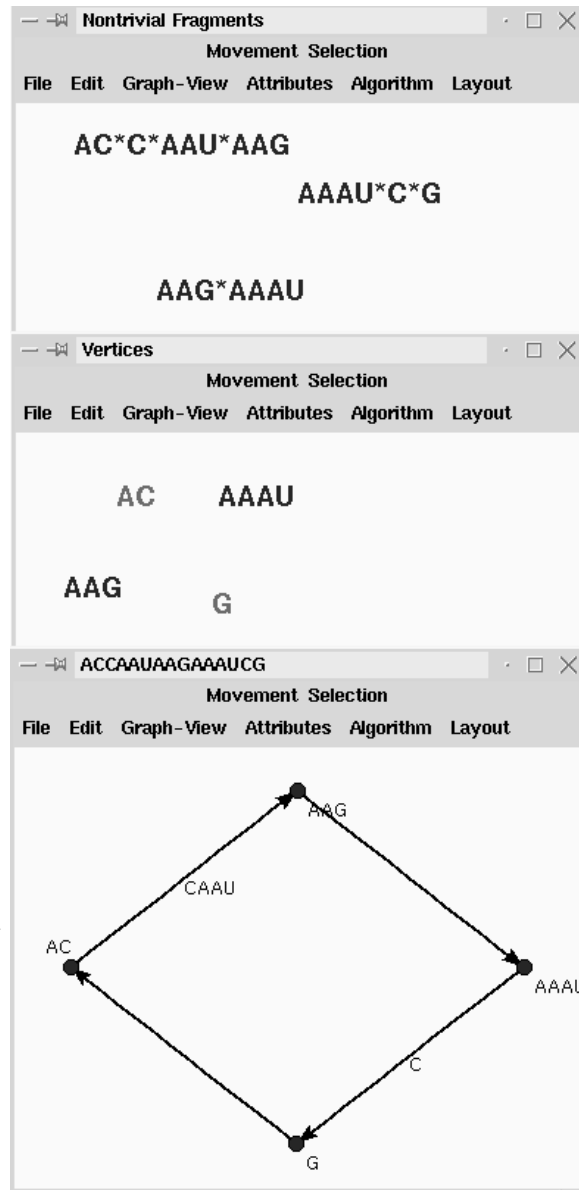 Nontrivial Fragments
Movement Selection
File Edit Graph-View Attributes Algorithm Layout
AC*C*AAU*AAG
AAAU*C*G
AAG*AAAU
Vertices
Movement Selection
File Edit Graph-View Attributes Algorithm Layout
AC AAAU
AAG
G
ACCAAUAAGAAAUCG
Movement Selection
File Edit Graph-View Attributes Algorithm Layout
AAG
CAAU
AC
AAAU
C
G